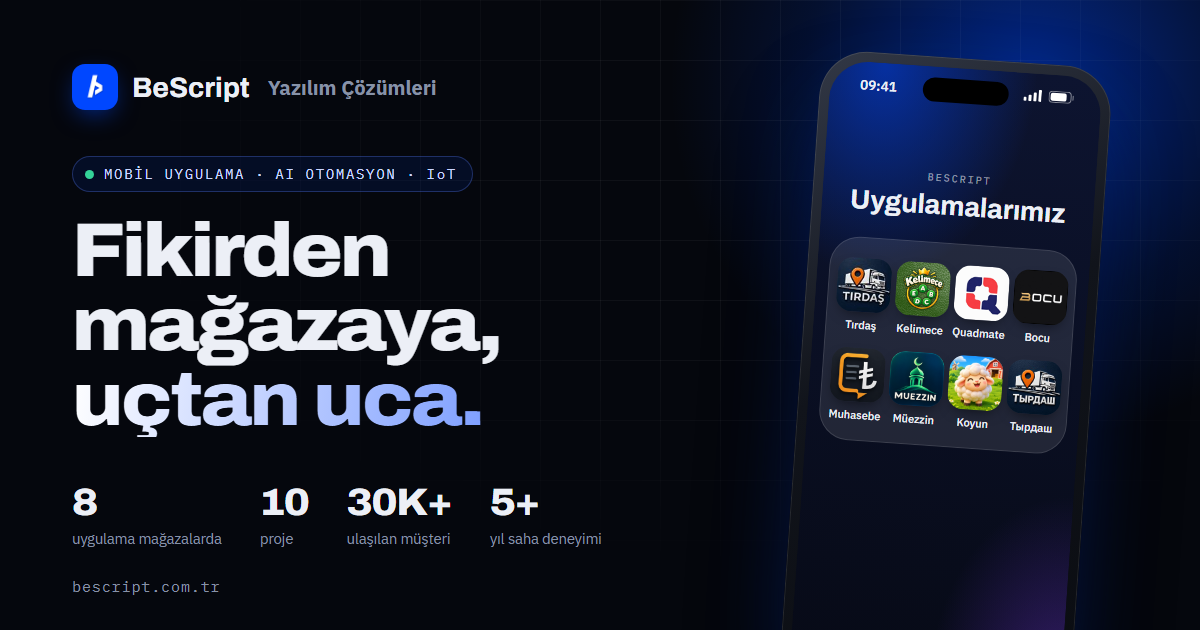 BeScript Yazılım Çözümleri
MOBİL UYGULAMA · AI OTOMASYON · IoT
Fikirden
mağazaya,
uçtan uca.
8
uygulama mağazalarda
10
proje
30K+
ulaşılan müşteri
5+
yıl saha deneyimi
bescript.com.tr
09:41
BESCRIPT
Uygulamalarımız
TIRDAŞ
Kelimece
E A B D C
BOCU
Tırdaş Kelimece Quadmate Bocu
MUEZZIN
ТЫРДАШ
Muhasebe Müezzin Koyun Тырдаш